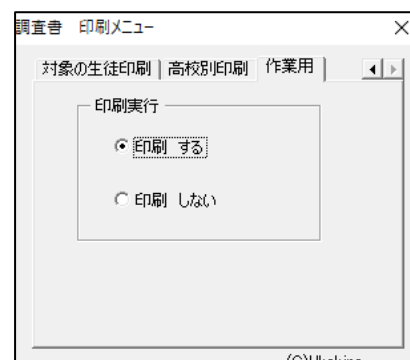 調査書 印刷メニュー
対象の生徒印刷 高校別印刷 作業用
印刷実行
印刷 する
印刷 しない